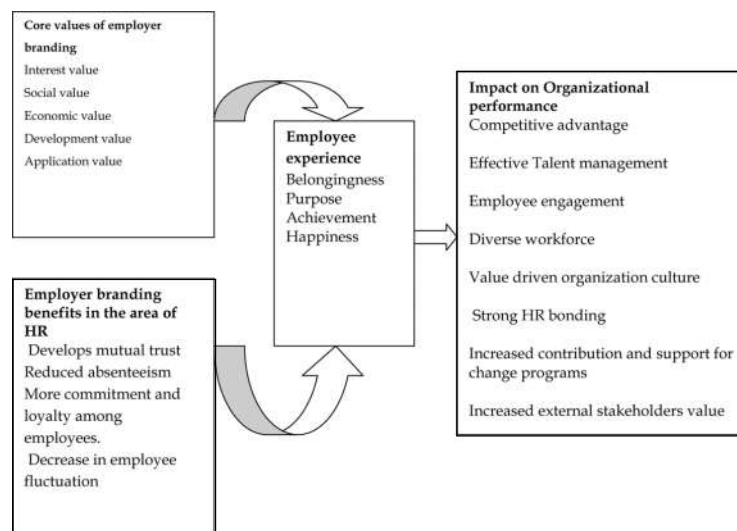 Core values of employer
branding
Interest value
Social value
Economic value
Development value
Application value
Employer branding
benefits in the area of
HR
Develops mutual trust
Reduced absenteeism
More commitment and
loyalty among
employees.
Decrease in employee
fluctuation
Employee
experience
Belongingness
Purpose
Achievement
Happiness
Impact on Organizational
performance
Competitive advantage
Effective Talent management
Employee engagement
Diverse workforce
Value driven organization culture
Strong HR bonding
Increased contribution and support for
change programs
Increased external stakeholders value